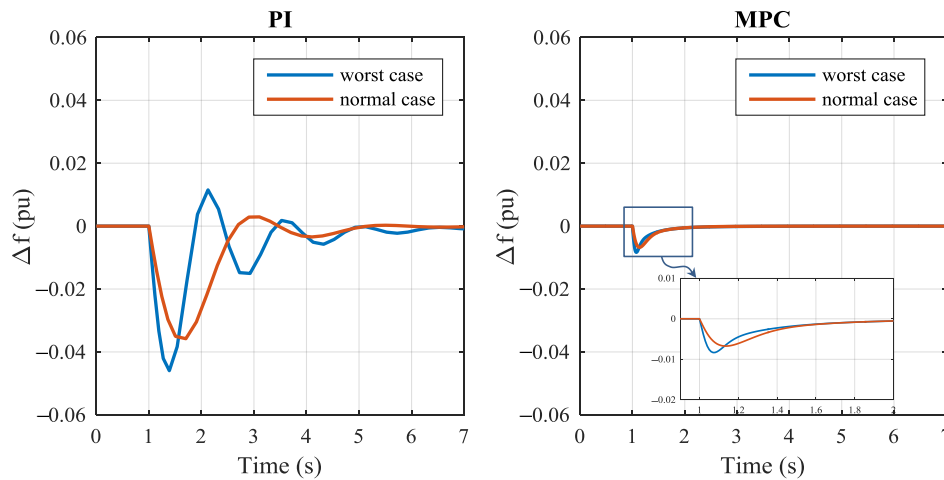 PI
0.06
0.04
0.02
0
−0.02
−0.04
−0.06
Δf (pu)
0 1 2 3 4 5 6 7
Time (s)
worst case
normal case
MPC
0.06
0.04
0.02
0
−0.02
−0.04
−0.06
Δf (pu)
0 1 2 3 4 5 6 7
Time (s)
worst case
normal case
0.01
0
−0.01
−0.02
1 1.2 1.4 1.6 1.8 2